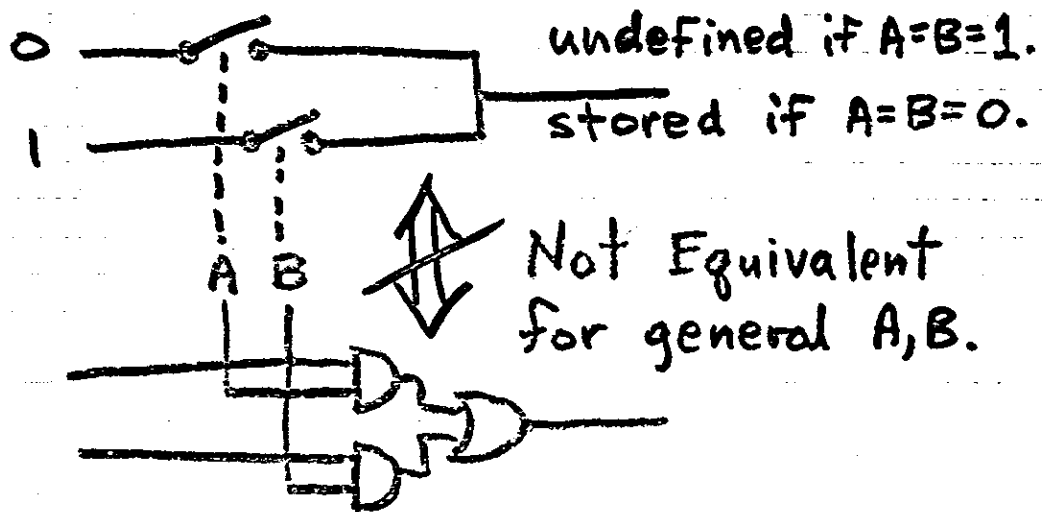 0
undefined if A=B=1.
1
stored if A=B=0.
A B
Not Equivalent
for general A,B.